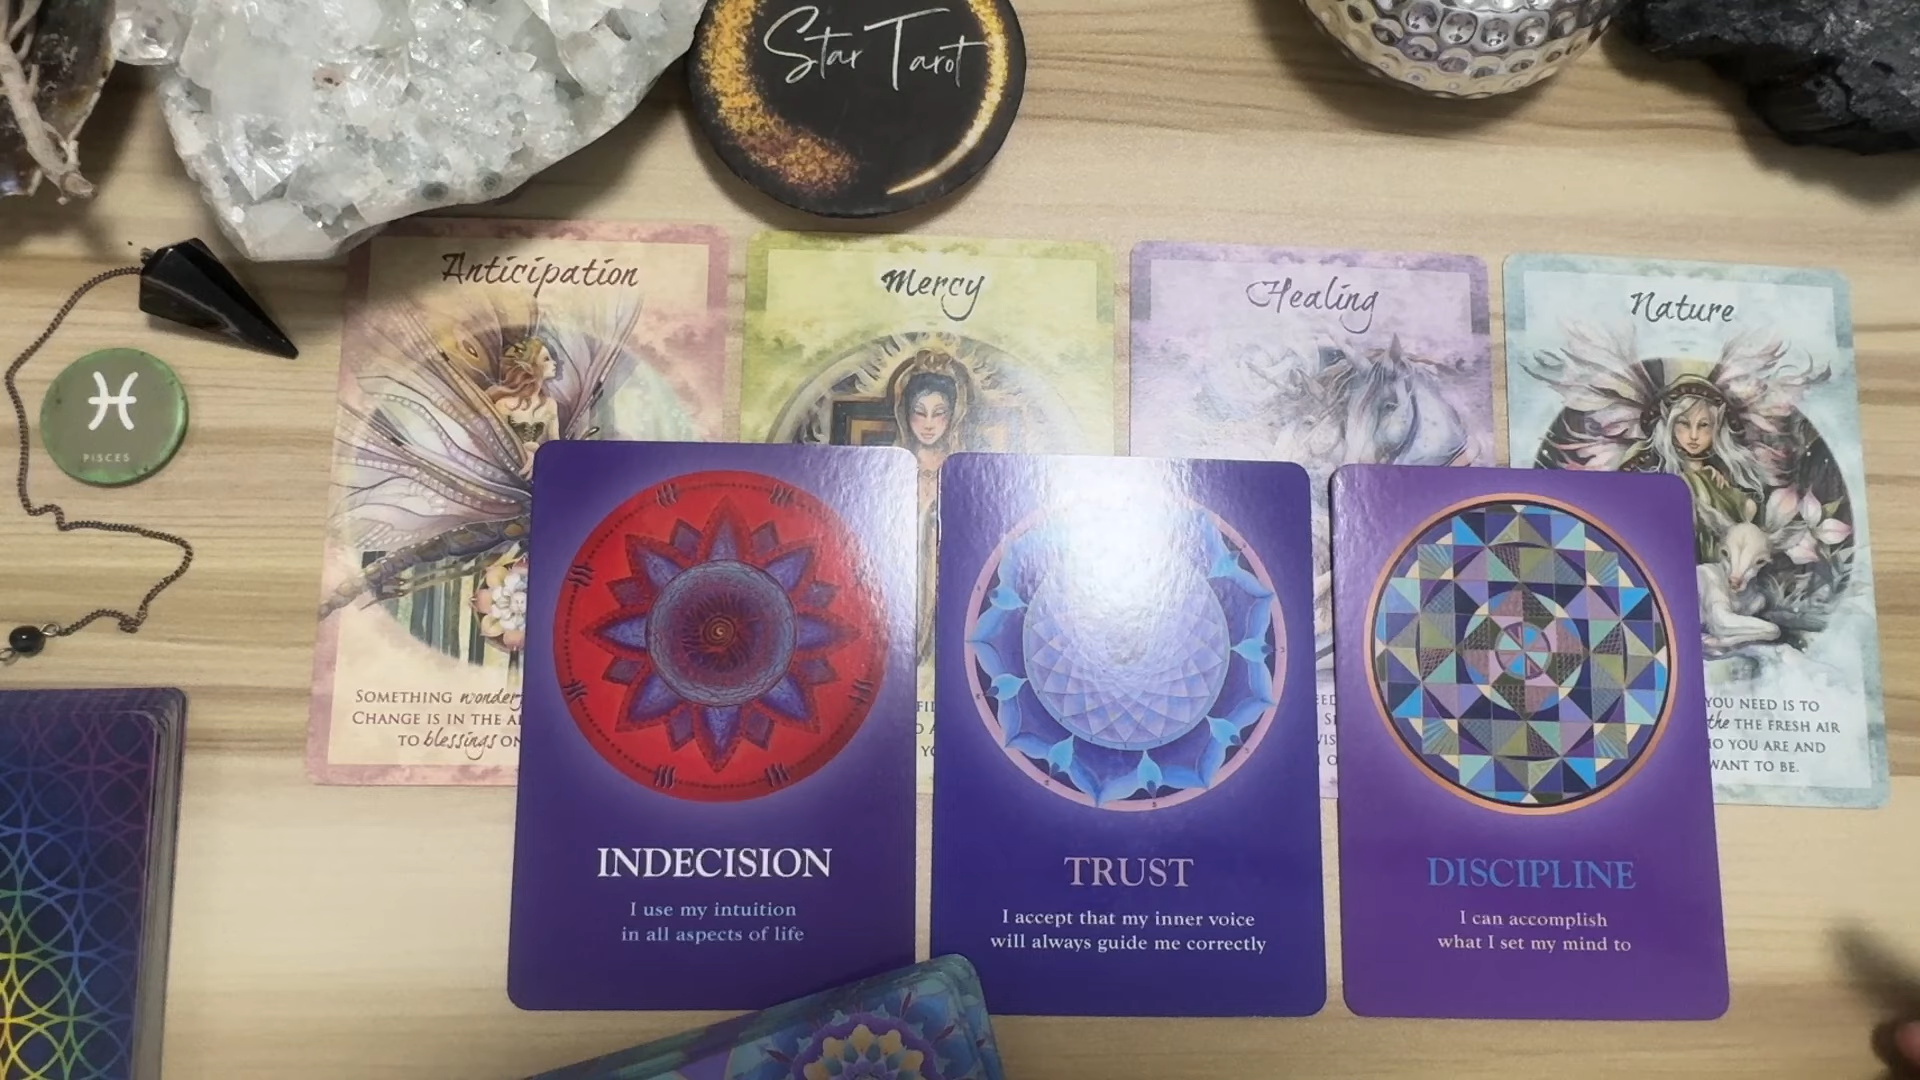 Star Tarot
Anticipation
Mercy
Healing
Nature
PISCES
SOMETHING
CHANGE IS IN THE
TO blessings
YOU NEED IS TO
the THE FRESH AIR
YOU ARE AND
WANT TO BE.
INDECISION
I use my intuition
in all aspects of life
TRUST
I accept that my inner voice
will always guide me correctly
DISCIPLINE
I can accomplish
what I set my mind to